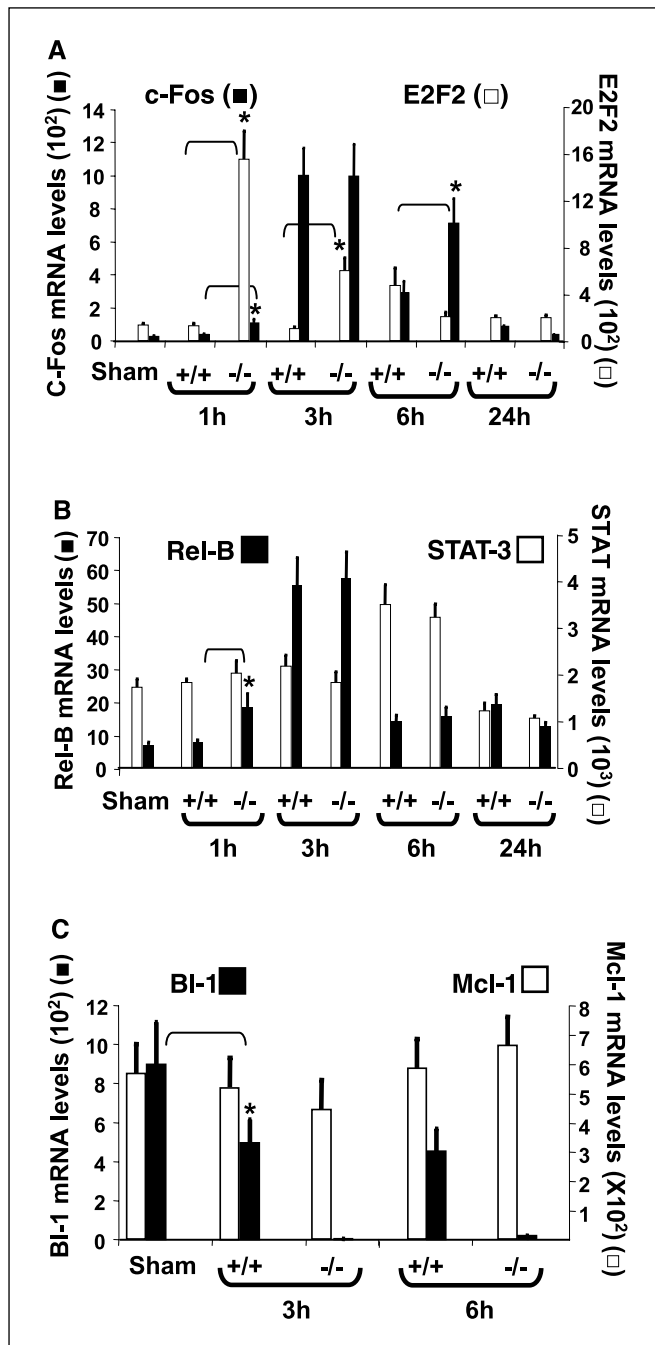 A
c-Fos (■) E2F2 (□)
C-Fos mRNA levels (10²) (■)
14
12
10
8
6
4
2
0
E2F2 mRNA levels (10²) (□)
20
16
12
8
4
0
* * * *
Sham +/+ -/- +/+ -/- +/+ -/- +/+ -/-
1h 3h 6h 24h
B
Rel-B ■ STAT-3 □
Rel-B mRNA levels (■)
70
60
50
40
30
20
10
0
STAT mRNA levels (10³) (□)
5
4
3
2
1
0
*
Sham +/+ -/- +/+ -/- +/+ -/- +/+ -/-
1h 3h 6h 24h
C
BI-1 ■ Mcl-1 □
BI-1 mRNA levels (10²) (■)
12
10
8
6
4
2
0
Mcl-1 mRNA levels (X10²) (□)
8
7
6
5
4
3
2
1
*
Sham +/+ -/- +/+ -/-
3h 6h